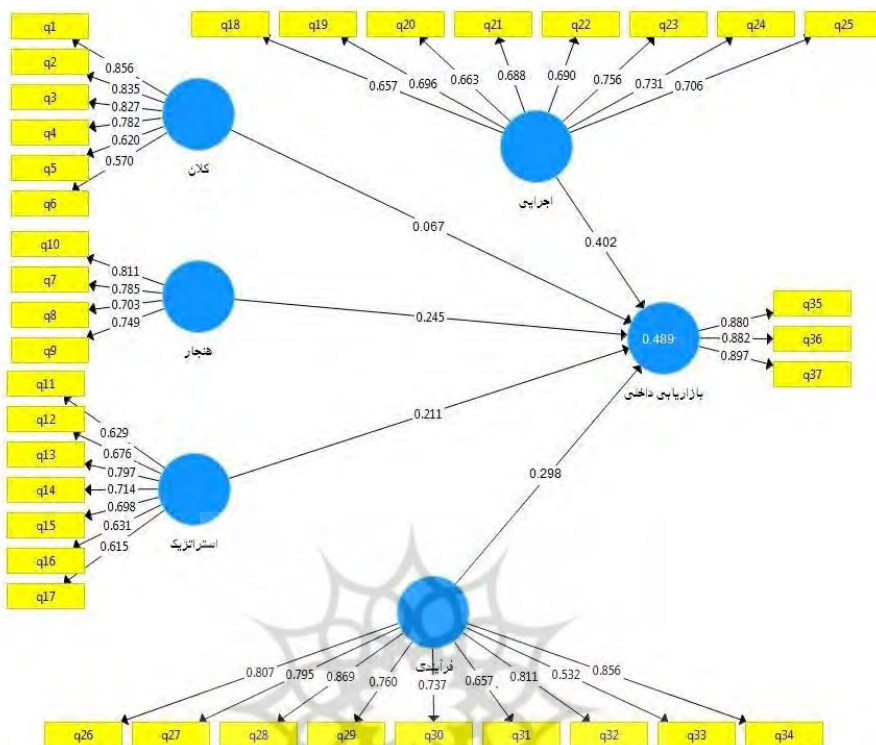 q1
q2
q3
q4
q5
q6
0.856
0.835
0.827
0.782
0.620
0.570
کلان
q18
q19
q20
q21
q22
q23
q24
q25
0.657
0.696
0.663
0.688
0.690
0.756
0.731
0.706
اجرایی
q10
q7
q8
q9
0.811
0.785
0.703
0.749
هنجار
q11
q12
q13
q14
q15
q16
q17
0.629
0.676
0.797
0.714
0.698
0.631
0.615
استراتژیک
0.067
0.402
0.245
0.211
0.298
0.489
بازاریابی داخلی
0.880
0.882
0.897
q35
q36
q37
فرآیندی
0.807
0.795
0.869
0.760
0.737
0.657
0.811
0.532
0.856
q26
q27
q28
q29
q30
q31
q32
q33
q34